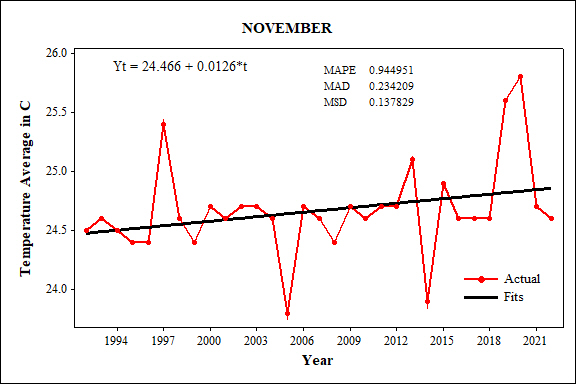 NOVEMBER
Yt = 24.466 + 0.0126*t
MAPE 0.944951
MAD 0.234209
MSD 0.137829
Temperature Average in C
26.0
25.5
25.0
24.5
24.0
Actual
Fits
1994 1997 2000 2003 2006 2009 2012 2015 2018 2021
Year